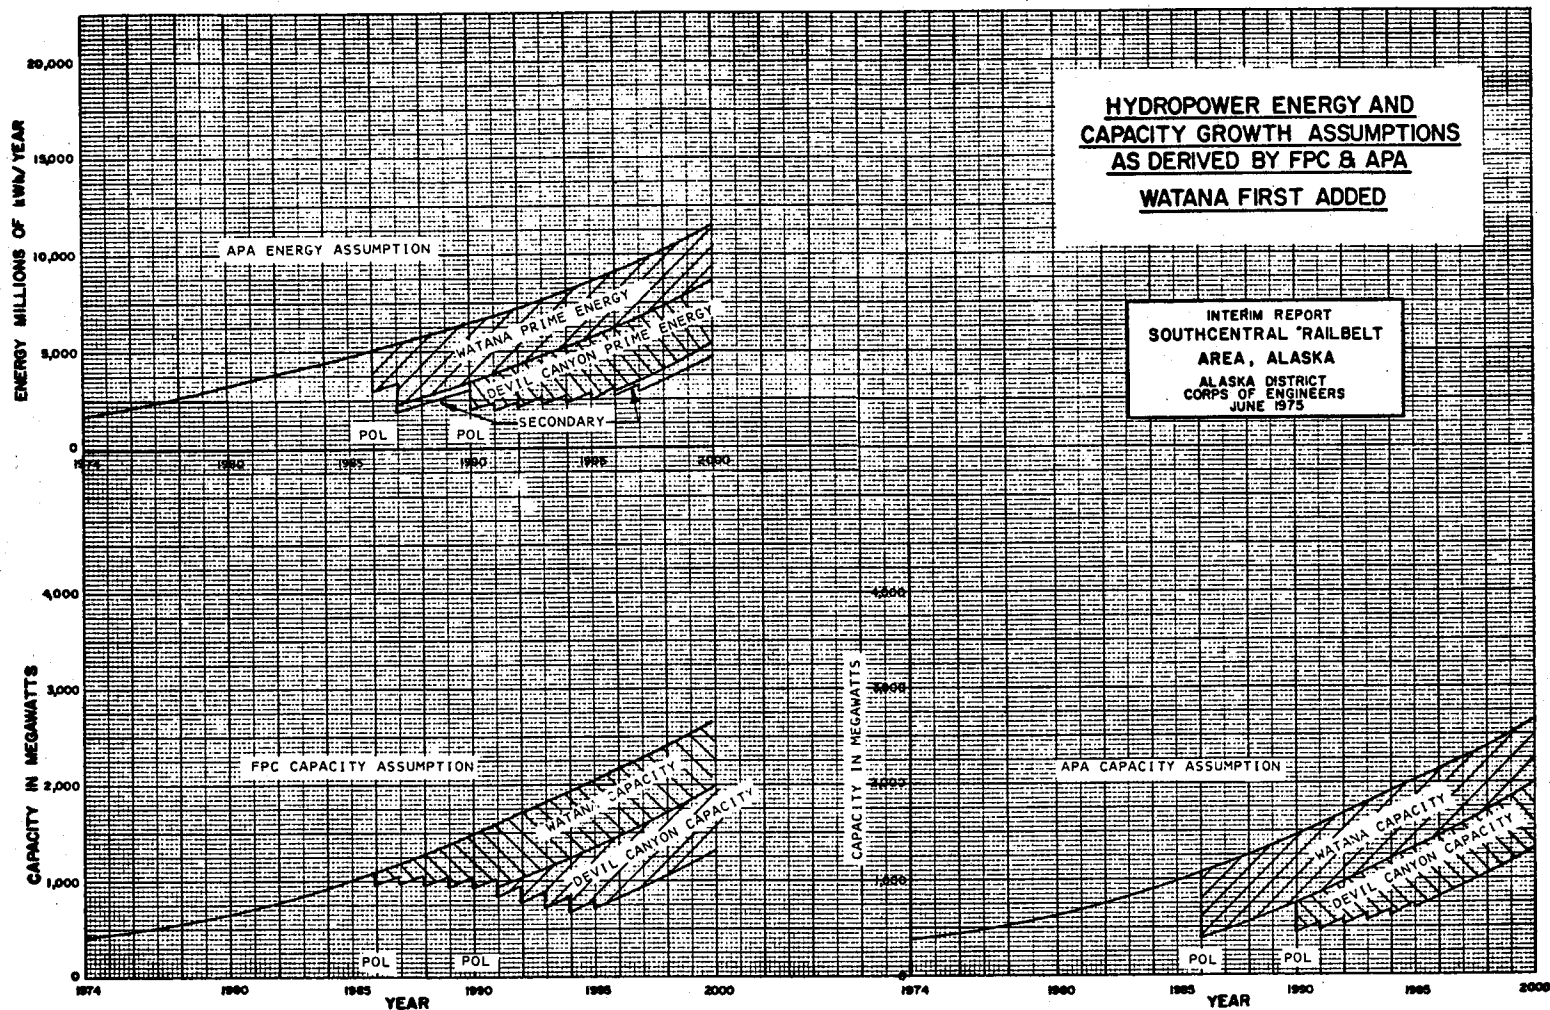 HYDROPOWER ENERGY AND
CAPACITY GROWTH ASSUMPTIONS
AS DERIVED BY FPC & APA
WATANA FIRST ADDED
INTERIM REPORT
SOUTHCENTRAL RAILBELT
AREA, ALASKA
ALASKA DISTRICT
CORPS OF ENGINEERS
JUNE 1975
ENERGY MILLIONS OF kWh/YEAR
20,000
15,000
10,000
5,000
0
APA ENERGY ASSUMPTION
WATANA PRIME ENERGY
DEVIL CANYON PRIME ENERGY
SECONDARY
POL
POL
1974
1980
1985
1990
1995
2000
CAPACITY IN MEGAWATTS
4,000
3,000
2,000
1,000
0
FPC CAPACITY ASSUMPTION
WATANA CAPACITY
DEVIL CANYON CAPACITY
POL
POL
1974
1980
1985
1990
1995
2000
YEAR
CAPACITY IN MEGAWATTS
4,000
3,000
2,000
1,000
0
APA CAPACITY ASSUMPTION
WATANA CAPACITY
DEVIL CANYON CAPACITY
POL
POL
1974
1980
1985
1990
1995
2000
YEAR